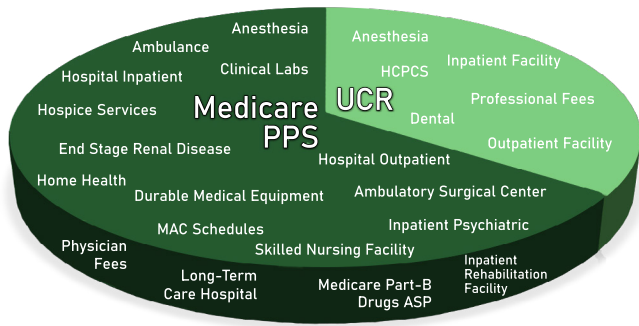 Anesthesia
Ambulance
Clinical Labs
Hospital Inpatient
Hospice Services
Medicare
PPS
End Stage Renal Disease
Home Health
Durable Medical Equipment
MAC Schedules
Hospital Outpatient
Ambulatory Surgical Center
Inpatient Psychiatric
Skilled Nursing Facility
Physician
Fees
Long-Term
Care Hospital
Medicare Part-B
Drugs ASP
Inpatient
Rehabilitation
Facility
Anesthesia
Inpatient Facility
HCPCS
UCR
Professional Fees
Dental
Outpatient Facility